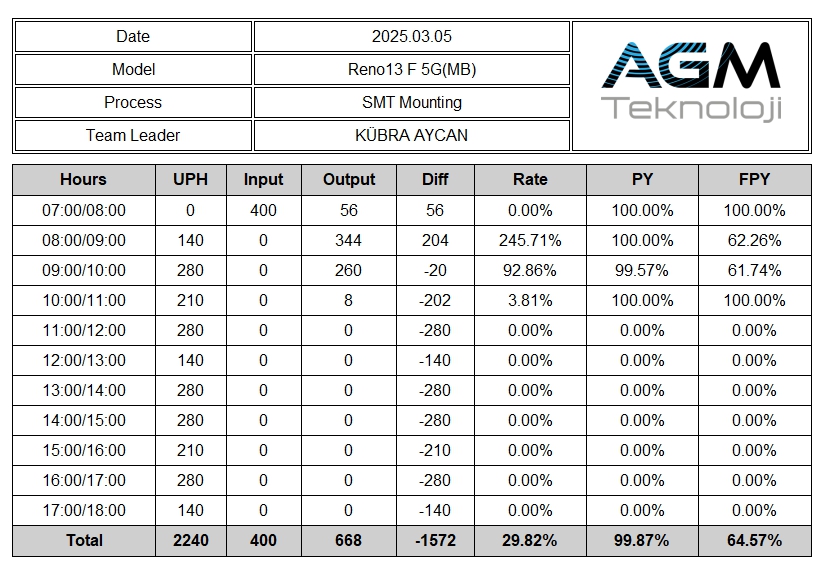 Date 2025.03.05
Model Reno13 F 5G(MB)
Process SMT Mounting
Team Leader KÜBRA AYCAN
AGM
Teknoloji
Hours UPH Input Output Diff Rate PY FPY
07:00/08:00 0 400 56 56 0.00% 100.00% 100.00%
08:00/09:00 140 0 344 204 245.71% 100.00% 62.26%
09:00/10:00 280 0 260 -20 92.86% 99.57% 61.74%
10:00/11:00 210 0 8 -202 3.81% 100.00% 100.00%
11:00/12:00 280 0 0 -280 0.00% 0.00% 0.00%
12:00/13:00 140 0 0 -140 0.00% 0.00% 0.00%
13:00/14:00 280 0 0 -280 0.00% 0.00% 0.00%
14:00/15:00 280 0 0 -280 0.00% 0.00% 0.00%
15:00/16:00 210 0 0 -210 0.00% 0.00% 0.00%
16:00/17:00 280 0 0 -280 0.00% 0.00% 0.00%
17:00/18:00 140 0 0 -140 0.00% 0.00% 0.00%
Total 2240 400 668 -1572 29.82% 99.87% 64.57%